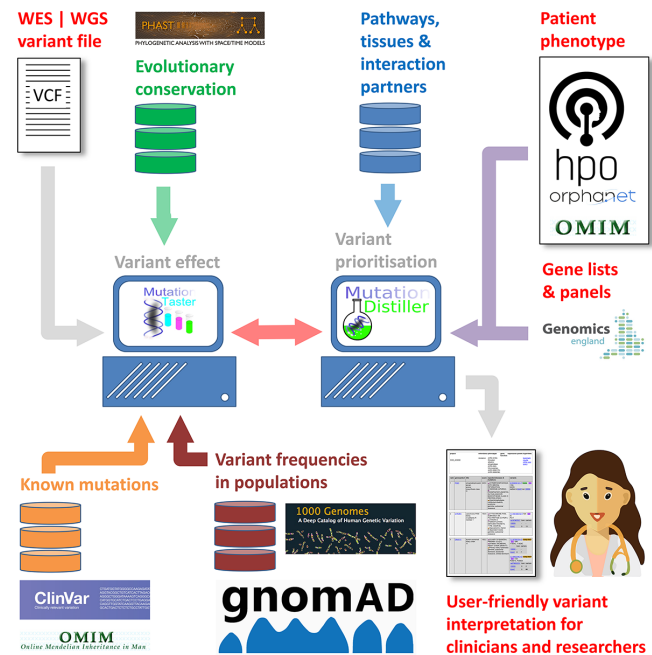 WES | WGS
variant file
VCF
PHAST
PHYLOGENETIC ANALYSIS WITH SPACE/TIME MODELS
Evolutionary
conservation
Pathways,
tissues &
interaction
partners
Patient
phenotype
hpo
orphanet
OMIM
Variant effect
Variant
prioritisation
Mutation
Taster
Mutation
Distiller
Gene lists
& panels
Genomics
england
Known mutations
Variant frequencies
in populations
1000 Genomes
A Deep Catalog of Human Genetic Variation
ClinVar
Clinically relevant variation
gnomAD
OMIM
Online Mendelian Inheritance in Man
User-friendly variant
interpretation for
clinicians and researchers